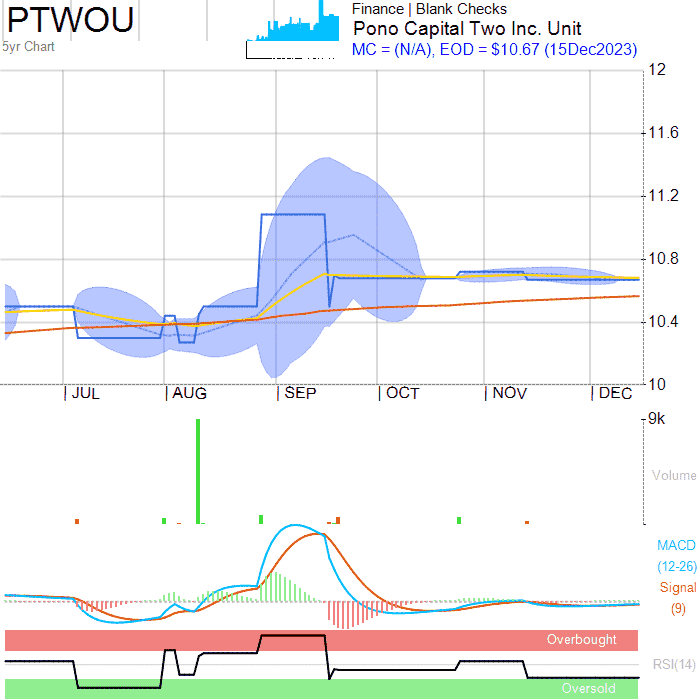 PTWOU
5yr Chart
Finance | Blank Checks
Pono Capital Two Inc. Unit
MC = (N/A), EOD = $10.67 (15Dec2023)
12
11.6
11.2
10.8
10.4
10
JUL AUG SEP OCT NOV DEC
9k
Volume
MACD
(12-26)
Signal
(9)
Overbought
RSI(14)
Oversold